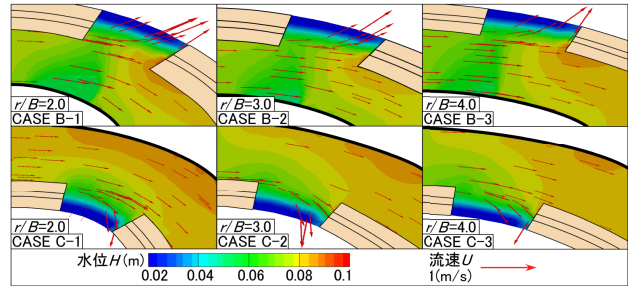 r/B=2.0
CASE B-1
r/B=3.0
CASE B-2
r/B=4.0
CASE B-3
r/B=2.0
CASE C-1
r/B=3.0
CASE C-2
r/B=4.0
CASE C-3
水位H(m)
0.02 0.04 0.06 0.08 0.1
流速U
1(m/s)